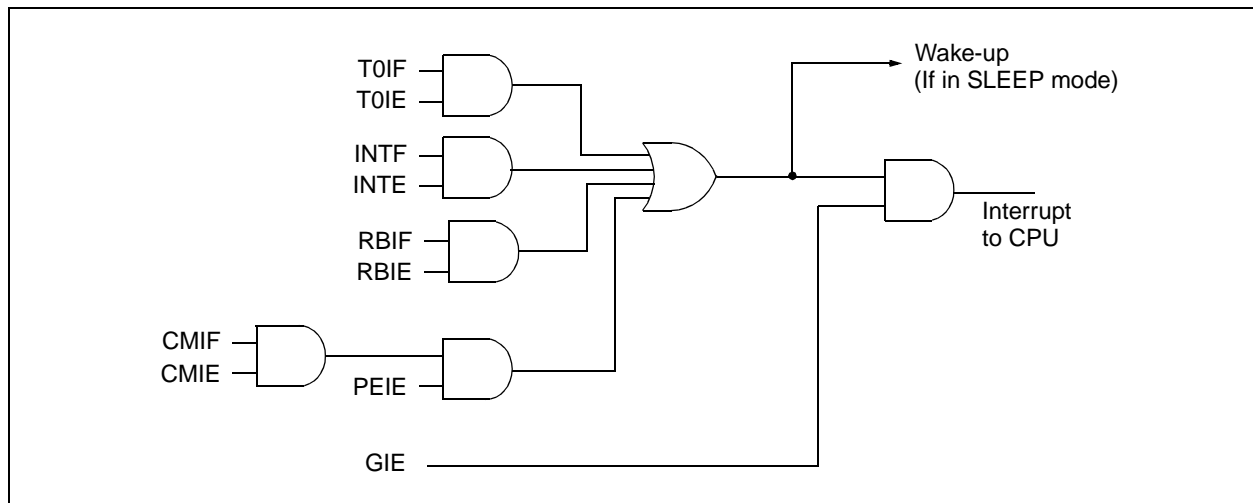 Wake-up
(If in SLEEP mode)
T0IF
T0IE
INTF
INTE
RBIF
RBIE
Interrupt
to CPU
CMIF
CMIE
PEIE
GIE